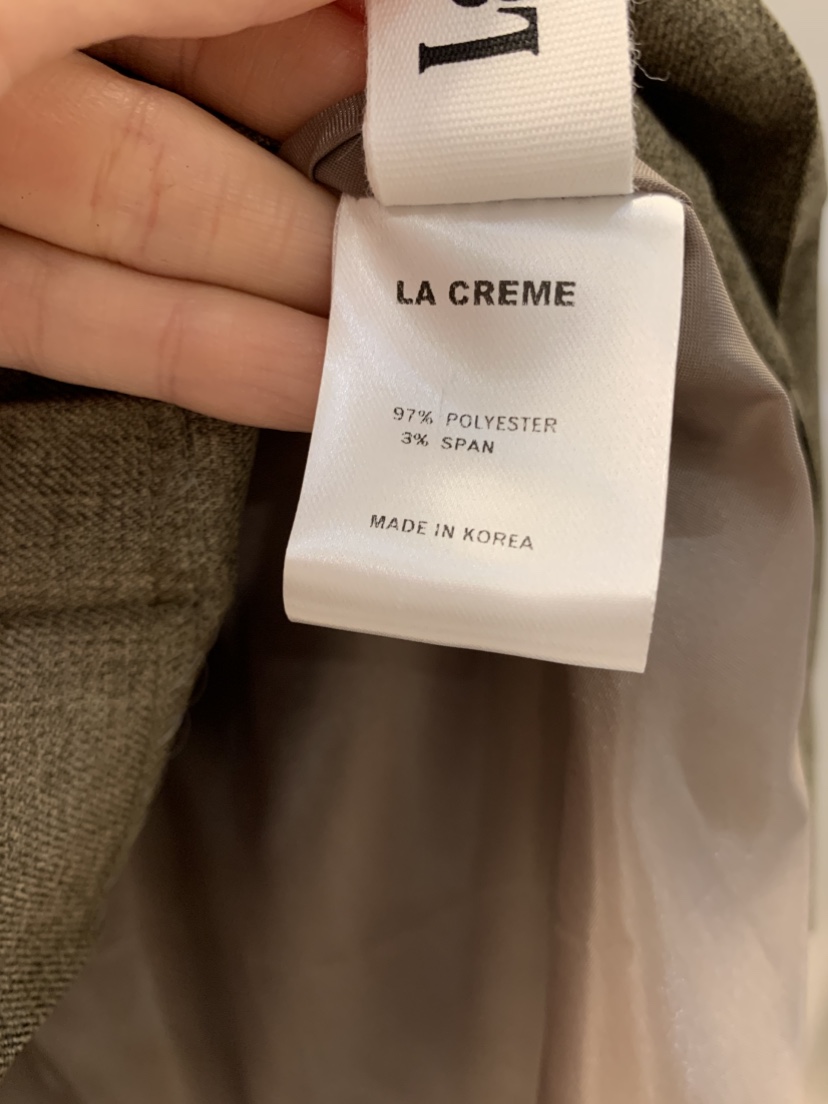 LA CREME
97% POLYESTER
3% SPAN
MADE IN KOREA